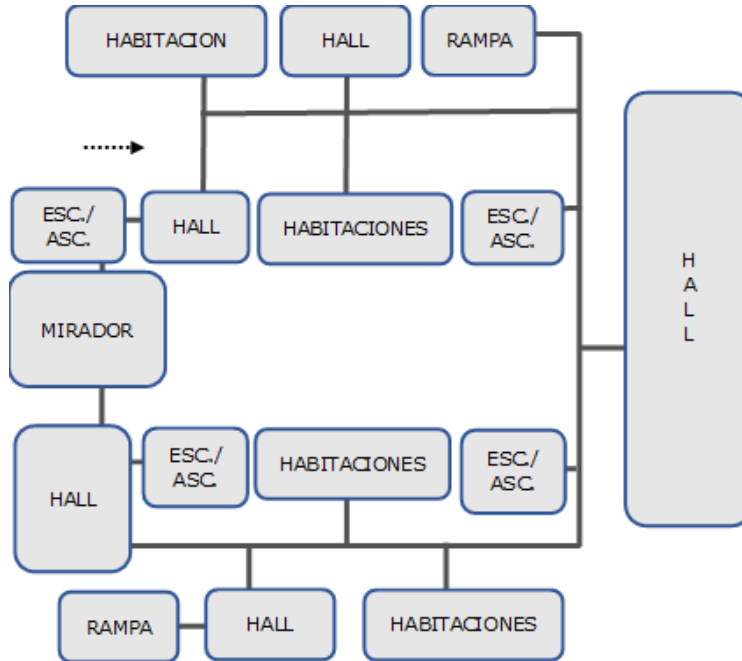 HABITACION
HALL
RAMPA
ESC./
ASC.
HALL
HABITACIONES
ESC./
ASC.
H
A
L
L
MIRADOR
HALL
ESC./
ASC.
HABITACIONES
ESC./
ASC.
RAMPA
HALL
HABITACIONES